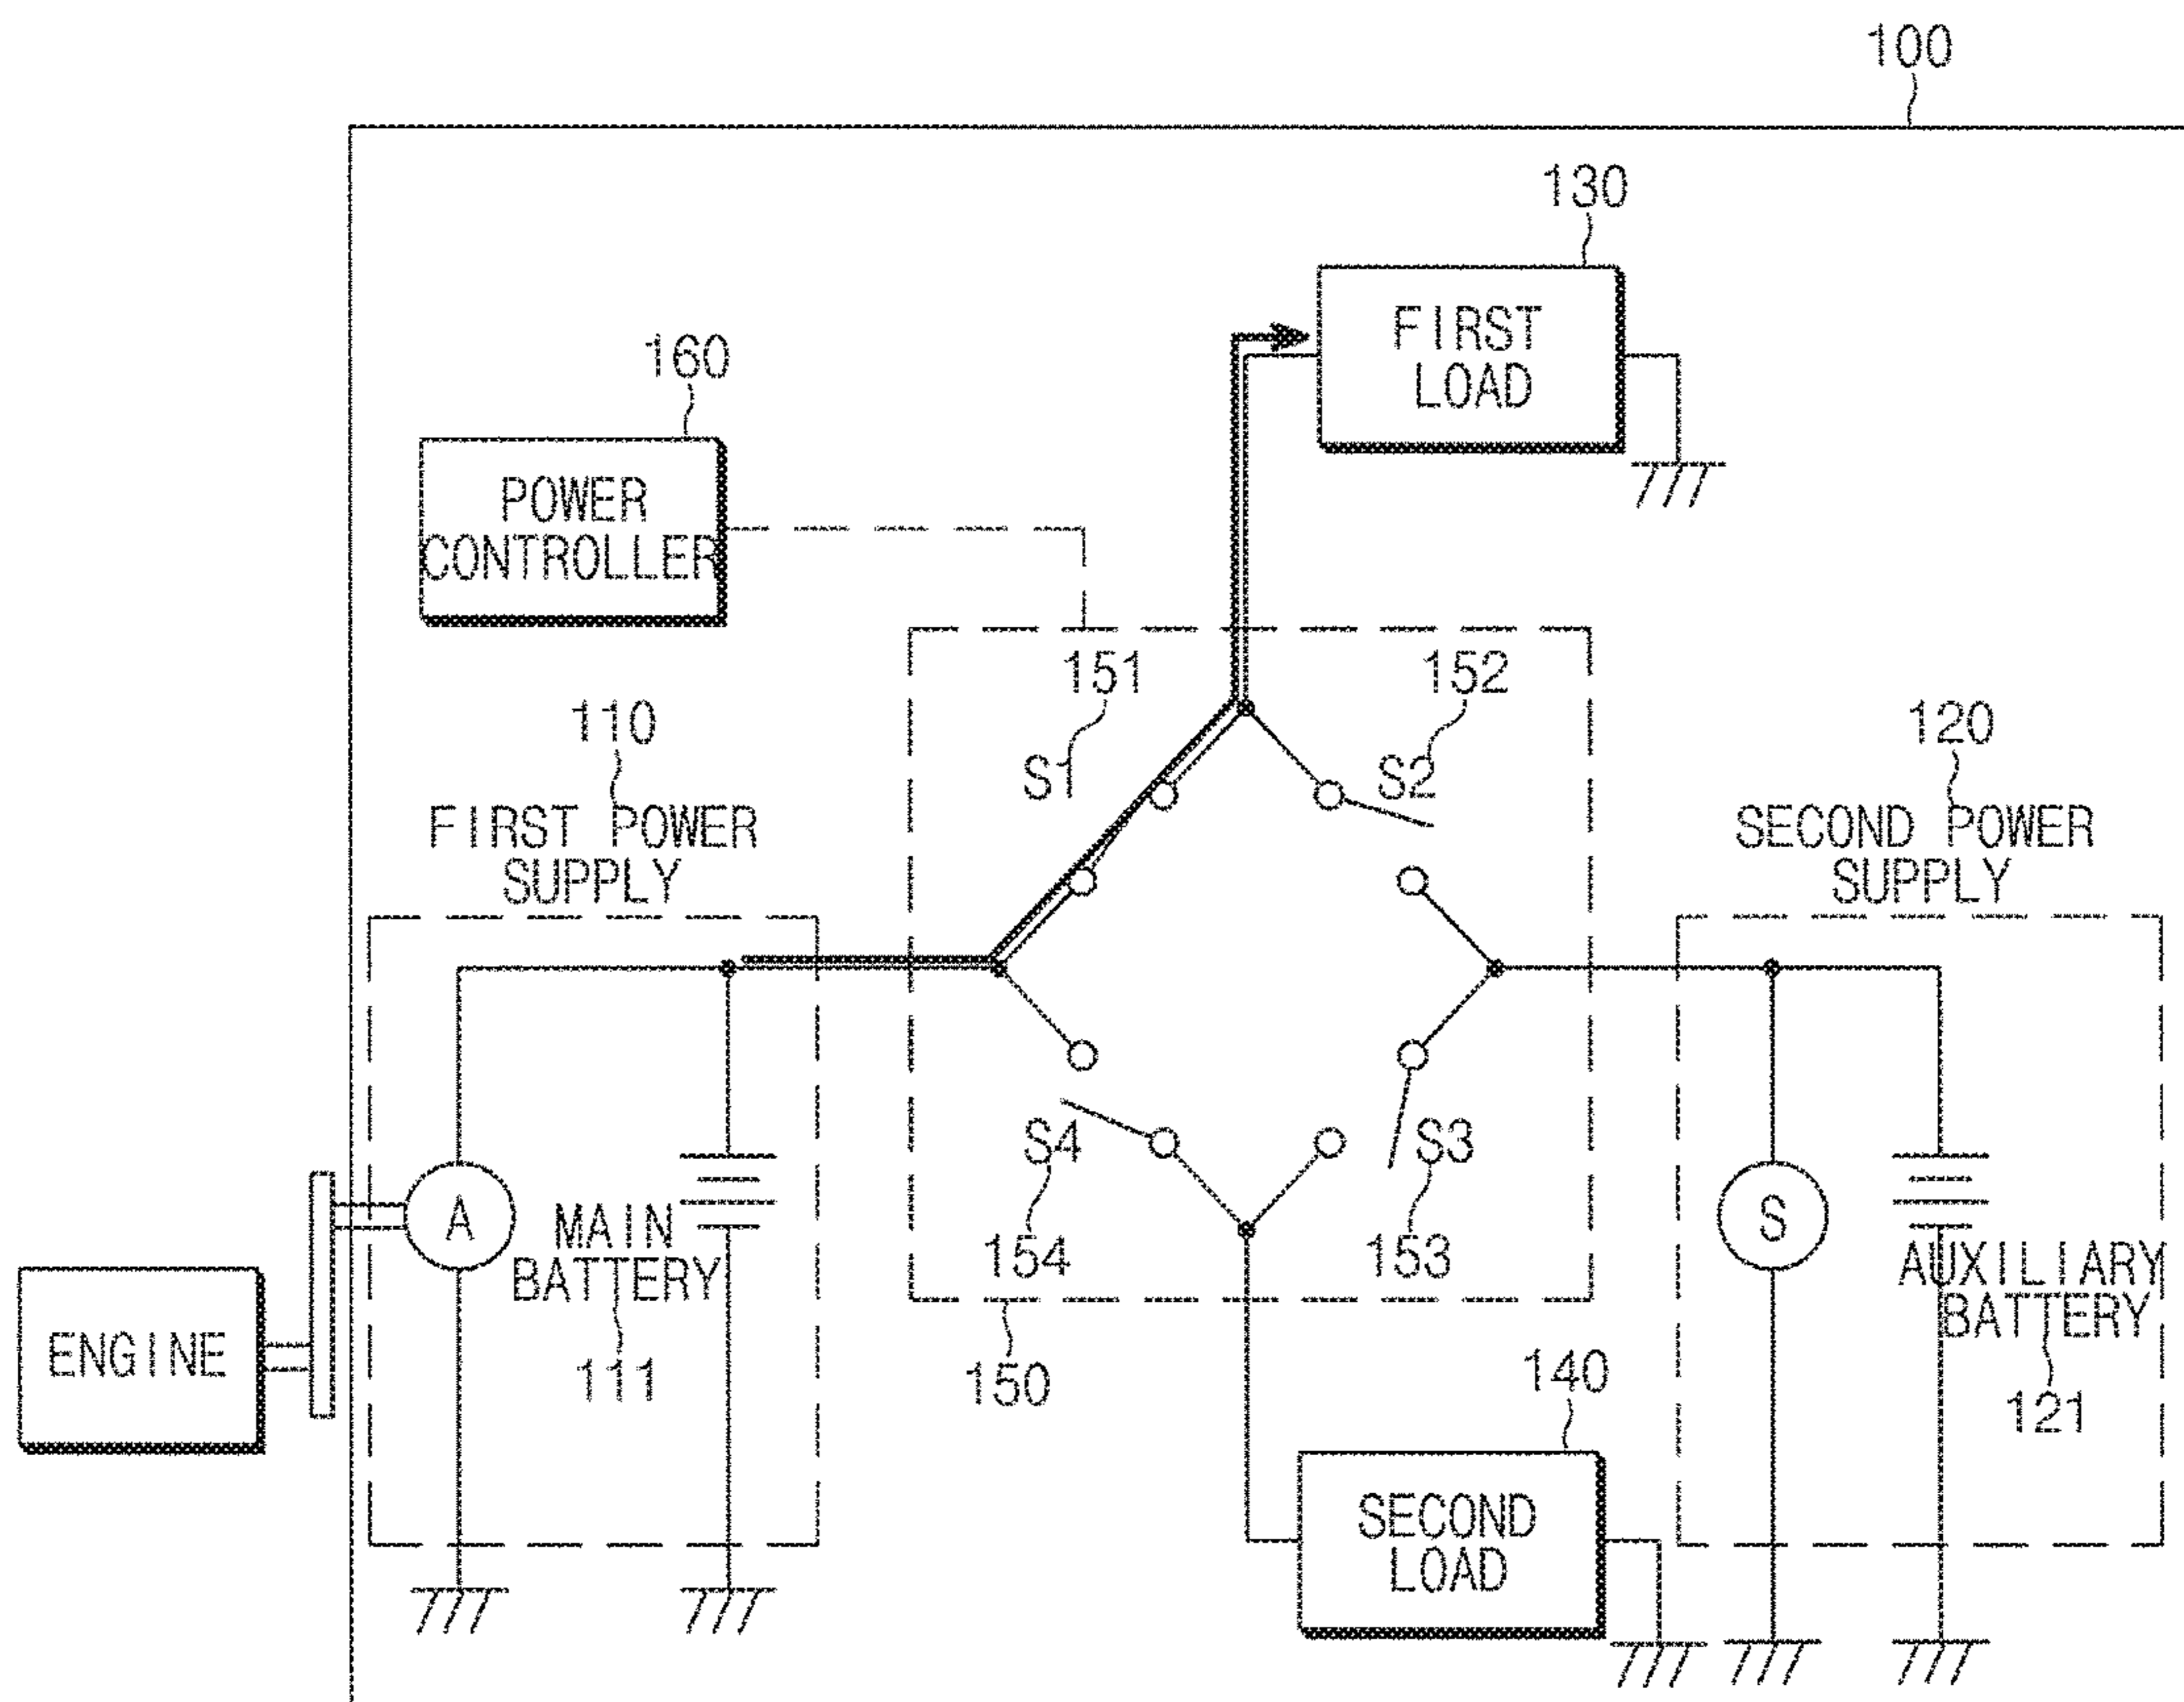 100
130
FIRST
LOAD
160
POWER
CONTROLLER
151
152
S1
S2
110
FIRST POWER
SUPPLY
120
SECOND POWER
SUPPLY
A
MAIN
BATTERY
111
ENGINE
S4
154
S3
153
150
S
AUXILIARY
BATTERY
121
140
SECOND
LOAD